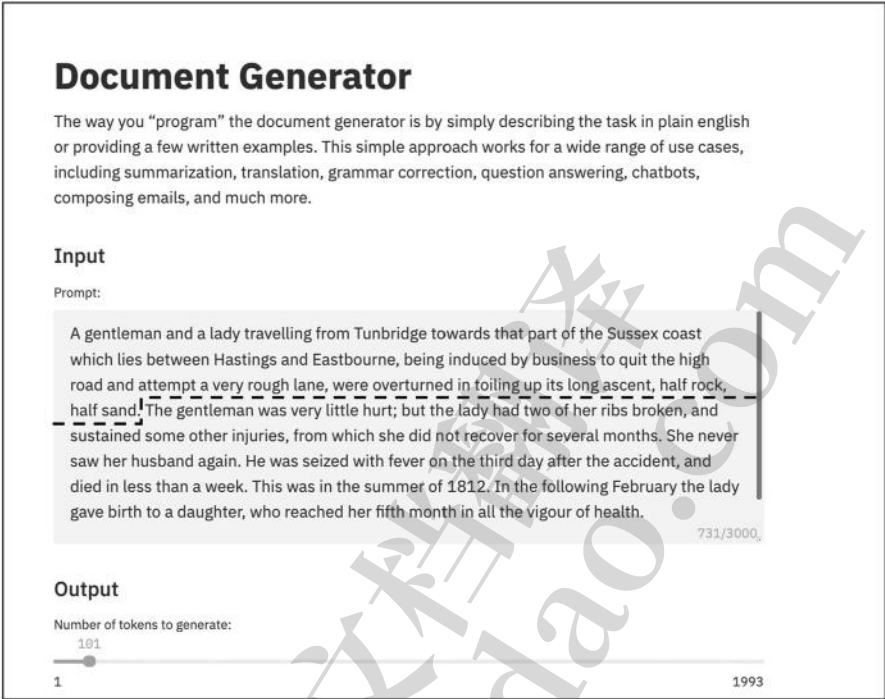 Document Generator
The way you “program” the document generator is by simply describing the task in plain english
or providing a few written examples. This simple approach works for a wide range of use cases,
including summarization, translation, grammar correction, question answering, chatbots,
composing emails, and much more.
Input
Prompt:
A gentleman and a lady travelling from Tunbridge towards that part of the Sussex coast
which lies between Hastings and Eastbourne, being induced by business to quit the high
road and attempt a very rough lane, were overturned in toiling up its long ascent, half rock,
half sand. The gentleman was very little hurt; but the lady had two of her ribs broken, and
sustained some other injuries, from which she did not recover for several months. She never
saw her husband again. He was seized with fever on the third day after the accident, and
died in less than a week. This was in the summer of 1812. In the following February the lady
gave birth to a daughter, who reached her fifth month in all the vigour of health.
731/3000
Output
Number of tokens to generate:
101
1 1993
文档翻译
dao.com